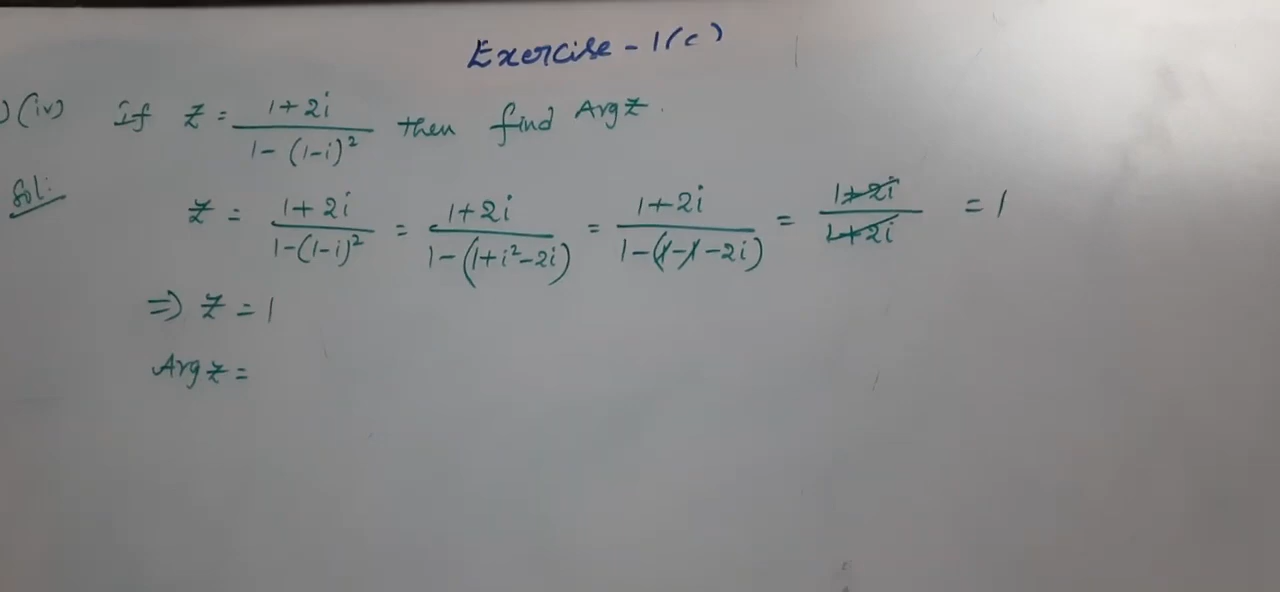 Exercise - 1(c)
)(iv) If z = (1+2i)/(1-(1-i)²) then find Arg z.
Sol:
z = (1+2i)/(1-(1-i)²) = (1+2i)/(1-(1+i²-2i)) = (1+2i)/(1-(1-1-2i)) = (1+2i)/(1+2i) = 1
⇒ z = 1
Arg z =